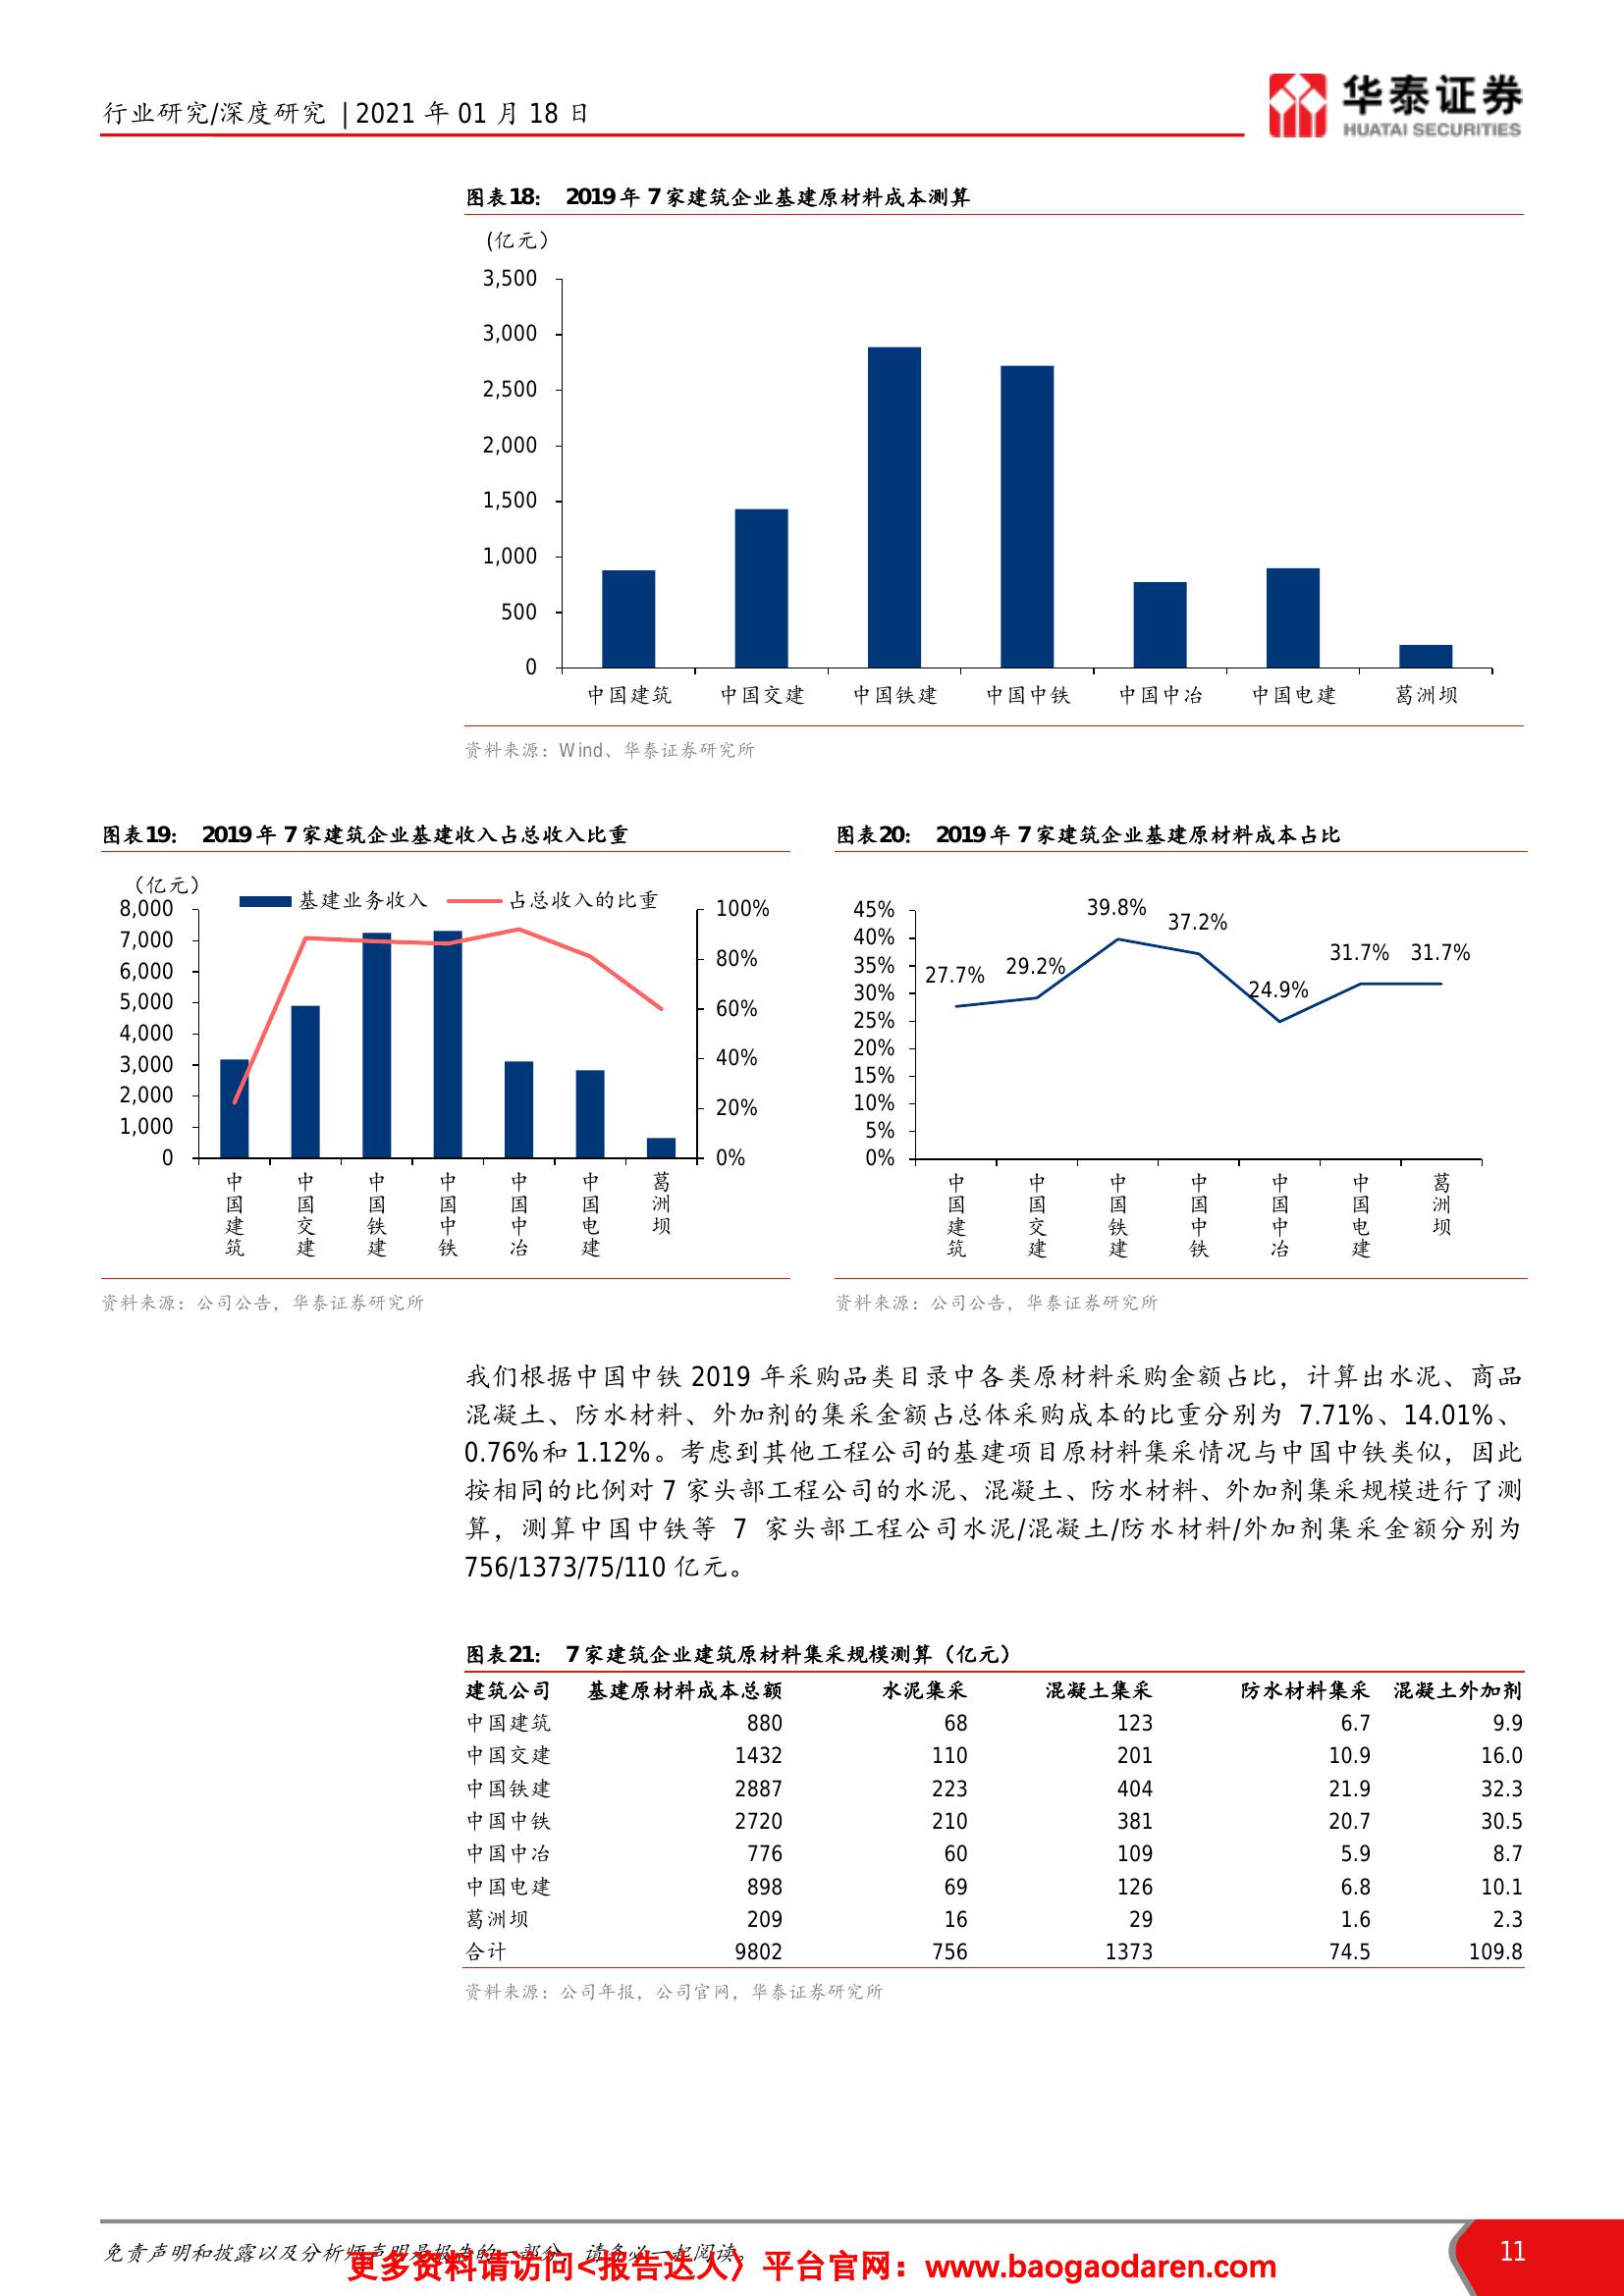 行业研究/深度研究 | 2021 年 01 月 18 日
华泰证券
HUATAI SECURITIES
图表18： 2019 年 7 家建筑企业基建原材料成本测算
(亿元)
3,500
3,000
2,500
2,000
1,500
1,000
500
0
中国建筑 中国交建 中国铁建 中国中铁 中国中冶 中国电建 葛洲坝
资料来源：Wind、华泰证券研究所
图表19： 2019 年 7 家建筑企业基建收入占总收入比重
（亿元）
基建业务收入 占总收入的比重
8,000
7,000
6,000
5,000
4,000
3,000
2,000
1,000
0
100%
80%
60%
40%
20%
0%
中国建筑 中国交建 中国铁建 中国中铁 中国中冶 中国电建 葛洲坝
资料来源：公司公告，华泰证券研究所
图表20： 2019 年 7 家建筑企业基建原材料成本占比
45%
40%
35%
30%
25%
20%
15%
10%
5%
0%
27.7% 29.2% 39.8% 37.2% 24.9% 31.7% 31.7%
中国建筑 中国交建 中国铁建 中国中铁 中国中冶 中国电建 葛洲坝
资料来源：公司公告，华泰证券研究所
我们根据中国中铁 2019 年采购品类目录中各类原材料采购金额占比，计算出水泥、商品
混凝土、防水材料、外加剂的集采金额占总体采购成本的比重分别为 7.71%、14.01%、
0.76%和 1.12%。考虑到其他工程公司的基建项目原材料集采情况与中国中铁类似，因此
按相同的比例对 7 家头部工程公司的水泥、混凝土、防水材料、外加剂集采规模进行了测
算，测算中国中铁等 7 家头部工程公司水泥/混凝土/防水材料/外加剂集采金额分别为
756/1373/75/110 亿元。
图表21： 7 家建筑企业建筑原材料集采规模测算（亿元）
建筑公司 基建原材料成本总额 水泥集采 混凝土集采 防水材料集采 混凝土外加剂
中国建筑 880 68 123 6.7 9.9
中国交建 1432 110 201 10.9 16.0
中国铁建 2887 223 404 21.9 32.3
中国中铁 2720 210 381 20.7 30.5
中国中冶 776 60 109 5.9 8.7
中国电建 898 69 126 6.8 10.1
葛洲坝 209 16 29 1.6 2.3
合计 9802 756 1373 74.5 109.8
资料来源：公司年报，公司官网，华泰证券研究所
免责声明和披露以及分析师声明是报告的一部分，请务必一起阅读。
11
更多资料请访问<报告达人〉平台官网：www.baogaodaren.com